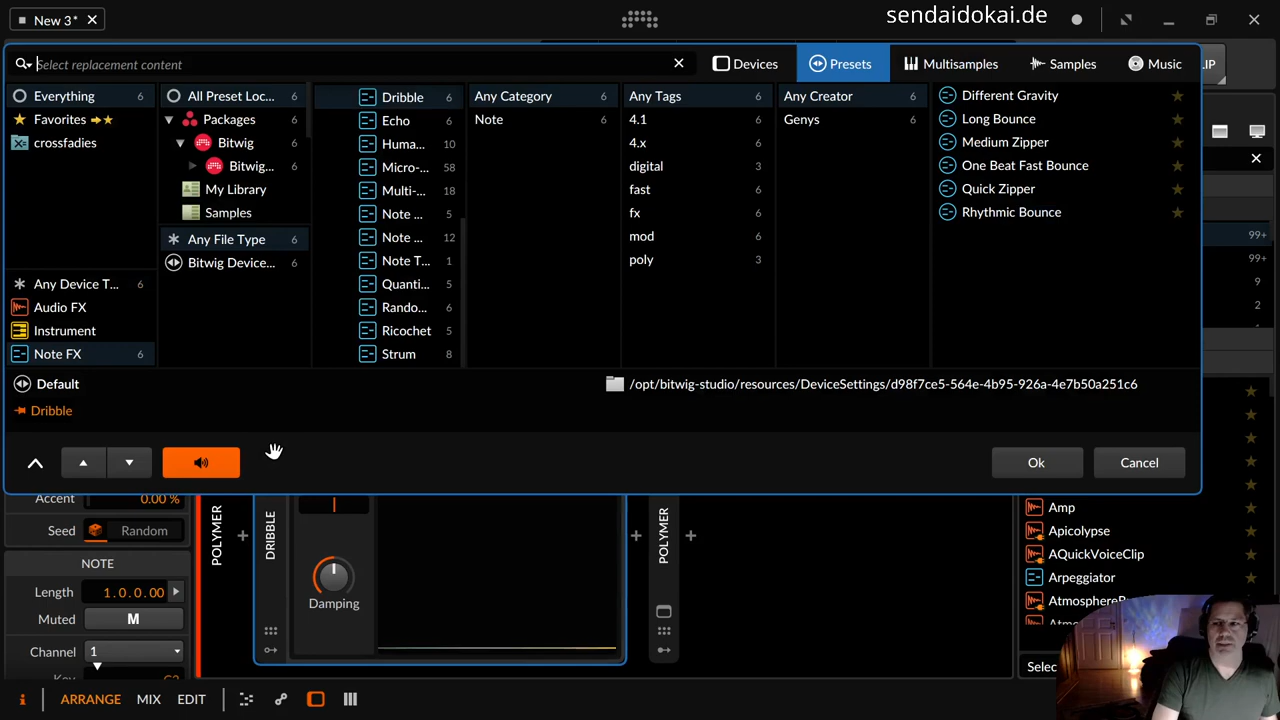 New 3*
sendaidokai.de
Select replacement content
Devices
Presets
Multisamples
Samples
Music
IP
Everything 6
Favorites
crossfadies
Any Device T... 6
Audio FX
Instrument
Note FX 6
All Preset Loc... 6
Packages 6
Bitwig 6
Bitwig... 6
My Library
Samples
Any File Type 6
Bitwig Device... 6
Dribble 6
Echo 6
Huma... 10
Micro-... 58
Multi-... 18
Note ... 5
Note ... 12
Note T... 1
Quanti... 5
Rando... 6
Ricochet 5
Strum 8
Any Category 6
Note 6
Any Tags 6
4.1 6
4.x 6
digital 3
fast 6
fx 6
mod 6
poly 3
Any Creator 6
Genys 6
Different Gravity
Long Bounce
Medium Zipper
One Beat Fast Bounce
Quick Zipper
Rhythmic Bounce
99+
99+
9
2
Default
/opt/bitwig-studio/resources/DeviceSettings/d98f7ce5-564e-4b95-926a-4e7b50a251c6
Dribble
Ok
Cancel
Accent 0.00 %
Seed Random
NOTE
Length 1.0.0.00
Muted M
Channel 1
POLYMER
DRIBBLE
Damping
POLYMER
Amp
Apicolypse
AQuickVoiceClip
Arpeggiator
i
ARRANGE
MIX
EDIT